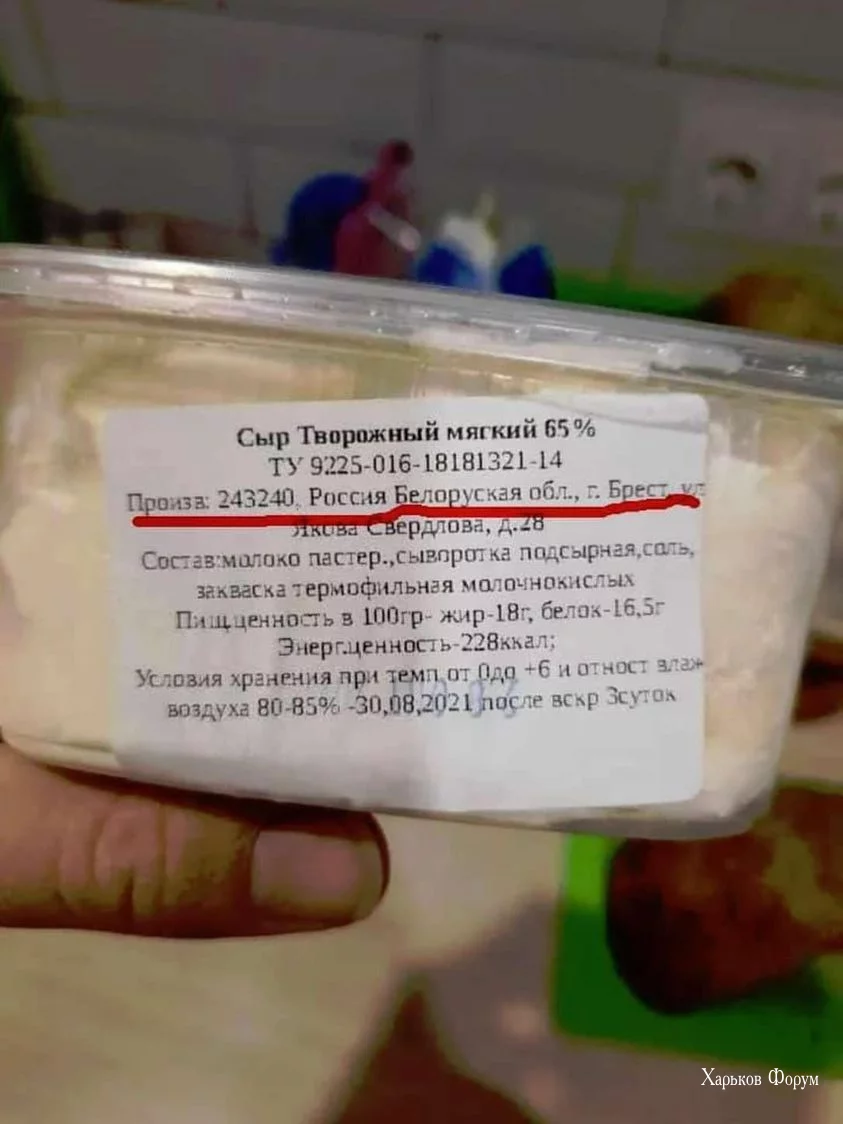 Сыр Творожный мягкий 65%
ТУ 9225-016-18181321-14
Произв: 243240, Россия Белоруская обл., г. Брест, ул
Якова Свердлова, д.28
Состав:молоко пастер.,сыворотка подсырная,соль,
закваска термофильная молочнокислых
Пищ.ценность в 100гр- жир-18г, белок-16,5г
Энерг.ценность-228ккал;
Условия хранения при темп.от 0до +6 и отност влаж
воздуха 80-85% -30,08,2021 после вскр 3суток
Харьков Форум